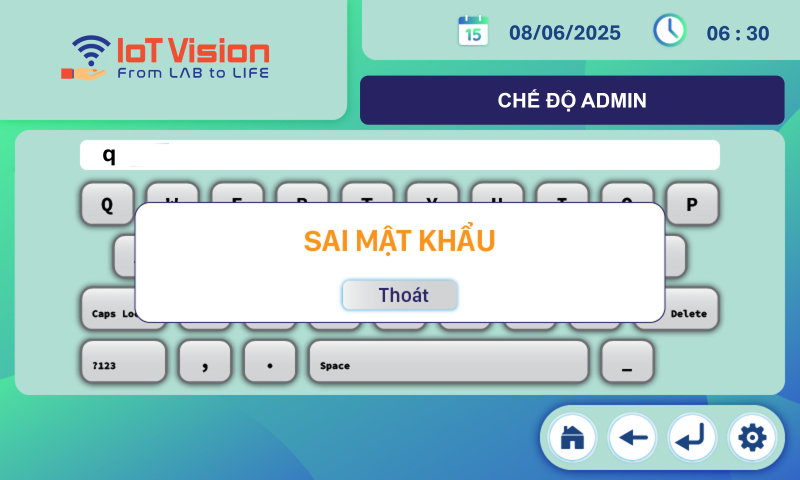 IoT Vision
From LAB to LIFE
15
08/06/2025
06 : 30
CHÉ ĐỘ ADMIN
q
Q
P
SAI MẬT KHẨU
Thoát
Delete
?123
,
.
Space
_